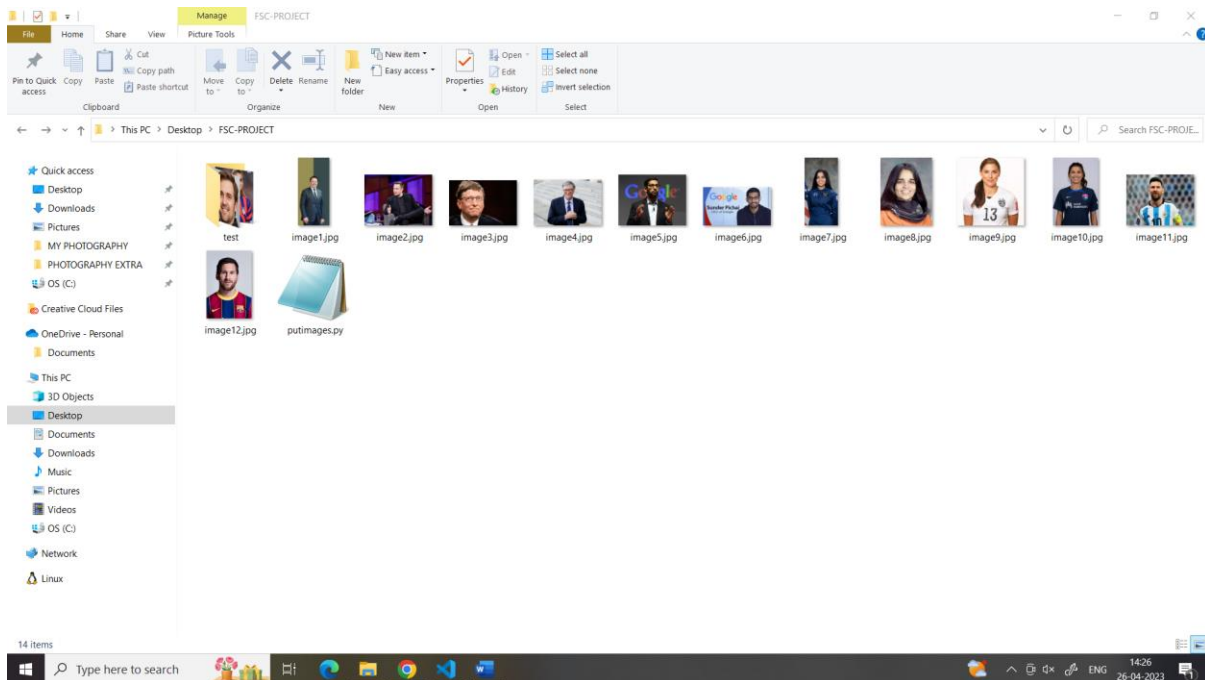 Manage FSC-PROJECT
File Home Share View Picture Tools
Pin to Quick access
Copy
Paste
Cut
Copy path
Paste shortcut
Clipboard
Move to
Copy to
Delete
Rename
Organize
New folder
New item
Easy access
New
Properties
Open
Edit
History
Open
Select all
Select none
Invert selection
Select
This PC > Desktop > FSC-PROJECT
Search FSC-PROJE...
Quick access
Desktop
Downloads
Pictures
MY PHOTOGRAPHY
PHOTOGRAPHY EXTRA
OS (C:)
Creative Cloud Files
OneDrive - Personal
Documents
This PC
3D Objects
Desktop
Documents
Downloads
Music
Pictures
Videos
OS (C:)
Network
Linux
Google
Google
Sunder Pichai
13
10
test image1.jpg image2.jpg image3.jpg image4.jpg image5.jpg image6.jpg image7.jpg image8.jpg image9.jpg image10.jpg image11.jpg
image12.jpg putimages.py
14 items
Type here to search
ENG
14:26
26-04-2023